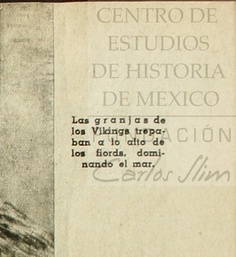 CENTRO DE
ESTUDIOS
DE HISTORIA
DE MEXICO
FUNDACIÓN
Carlos Slim
Las granjas de
los Vikings trepa-
ban a lo alto de
los fiords, domi-
nando el mar.